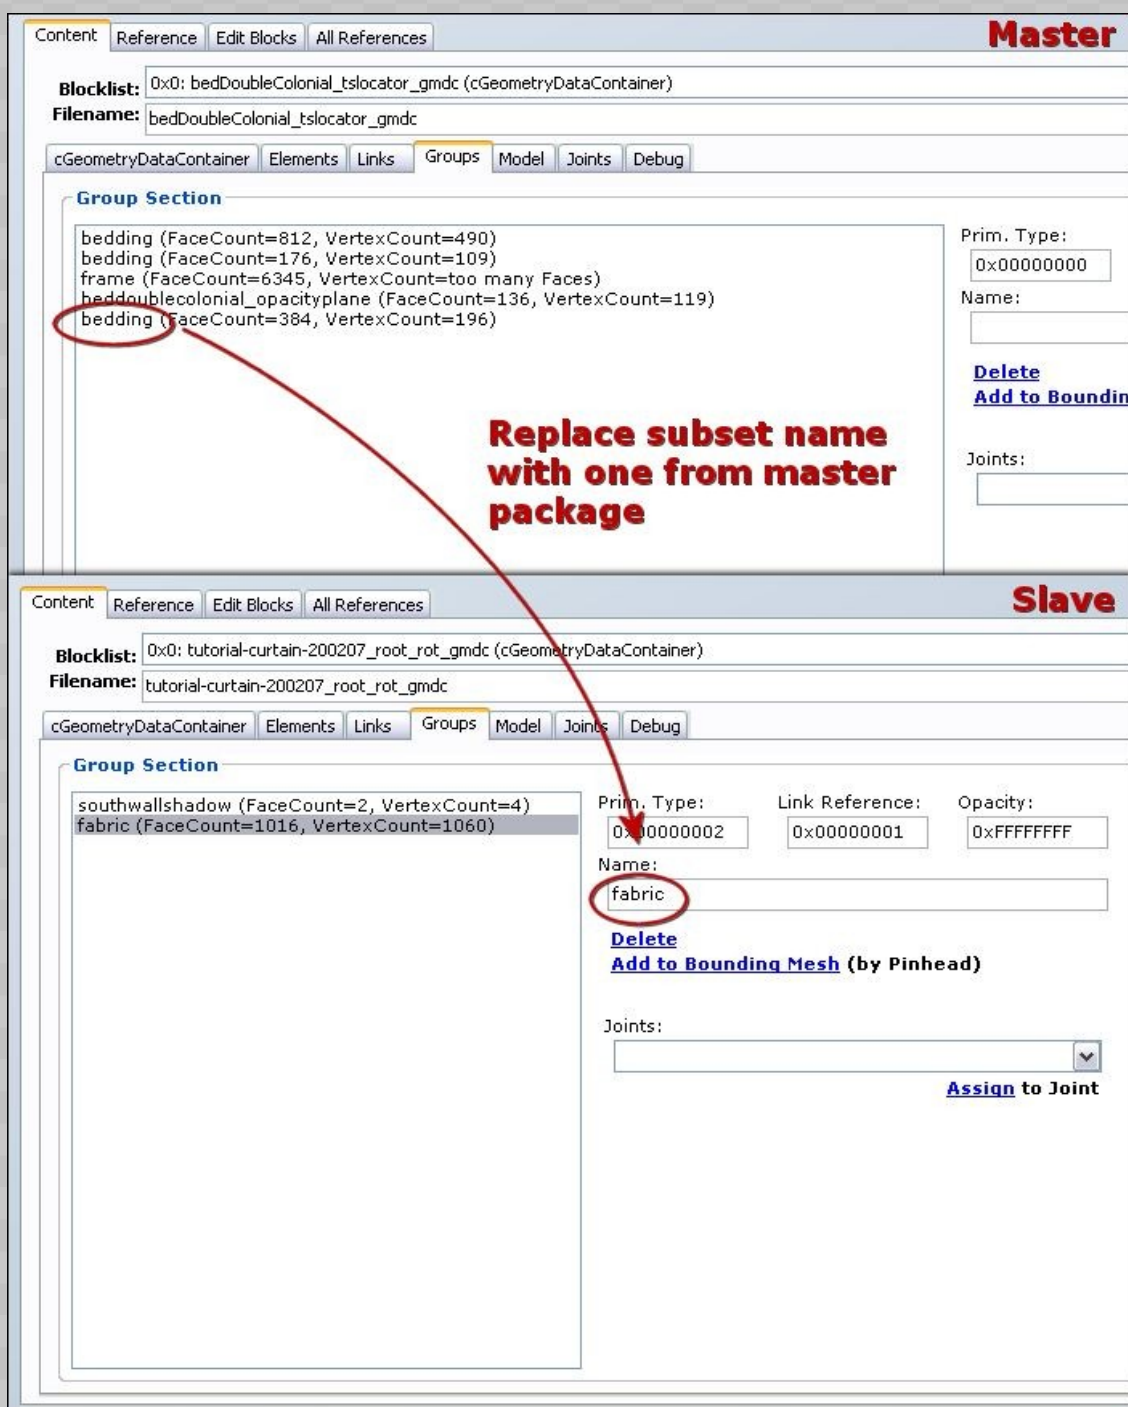 Master
Content Reference Edit Blocks All References
Blocklist: 0x0: bedDoubleColonial_tslocator_gmdc (cGeometryDataContainer)
Filename: bedDoubleColonial_tslocator_gmdc
cGeometryDataContainer Elements Links Groups Model Joints Debug
Group Section
bedding (FaceCount=812, VertexCount=490)
bedding (FaceCount=176, VertexCount=109)
frame (FaceCount=6345, VertexCount=too many Faces)
beddoublecolonial_opacityplane (FaceCount=136, VertexCount=119)
bedding (FaceCount=384, VertexCount=196)
Prim. Type:
0x00000000
Name:
Delete
Add to Boundin
Joints:
Replace subset name
with one from master
package
Slave
Content Reference Edit Blocks All References
Blocklist: 0x0: tutorial-curtain-200207_root_rot_gmdc (cGeometryDataContainer)
Filename: tutorial-curtain-200207_root_rot_gmdc
cGeometryDataContainer Elements Links Groups Model Joints Debug
Group Section
southwallshadow (FaceCount=2, VertexCount=4)
fabric (FaceCount=1016, VertexCount=1060)
Prim. Type: Link Reference: Opacity:
0x00000002 0x00000001 0xFFFFFFFF
Name:
fabric
Delete
Add to Bounding Mesh (by Pinhead)
Joints:
Assign to Joint